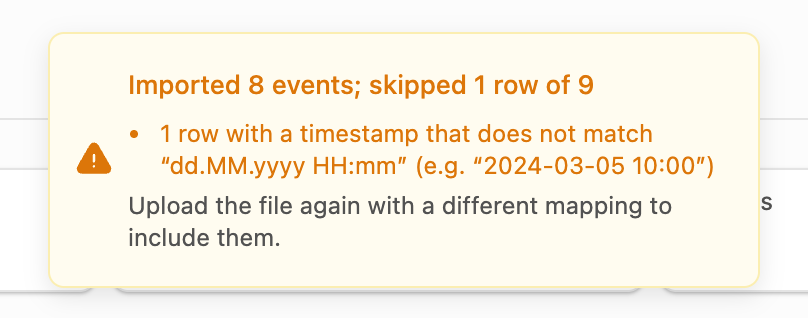 Imported 8 events; skipped 1 row of 9
• 1 row with a timestamp that does not match
“dd.MM.yyyy HH:mm” (e.g. “2024-03-05 10:00”)
Upload the file again with a different mapping to
include them.
s